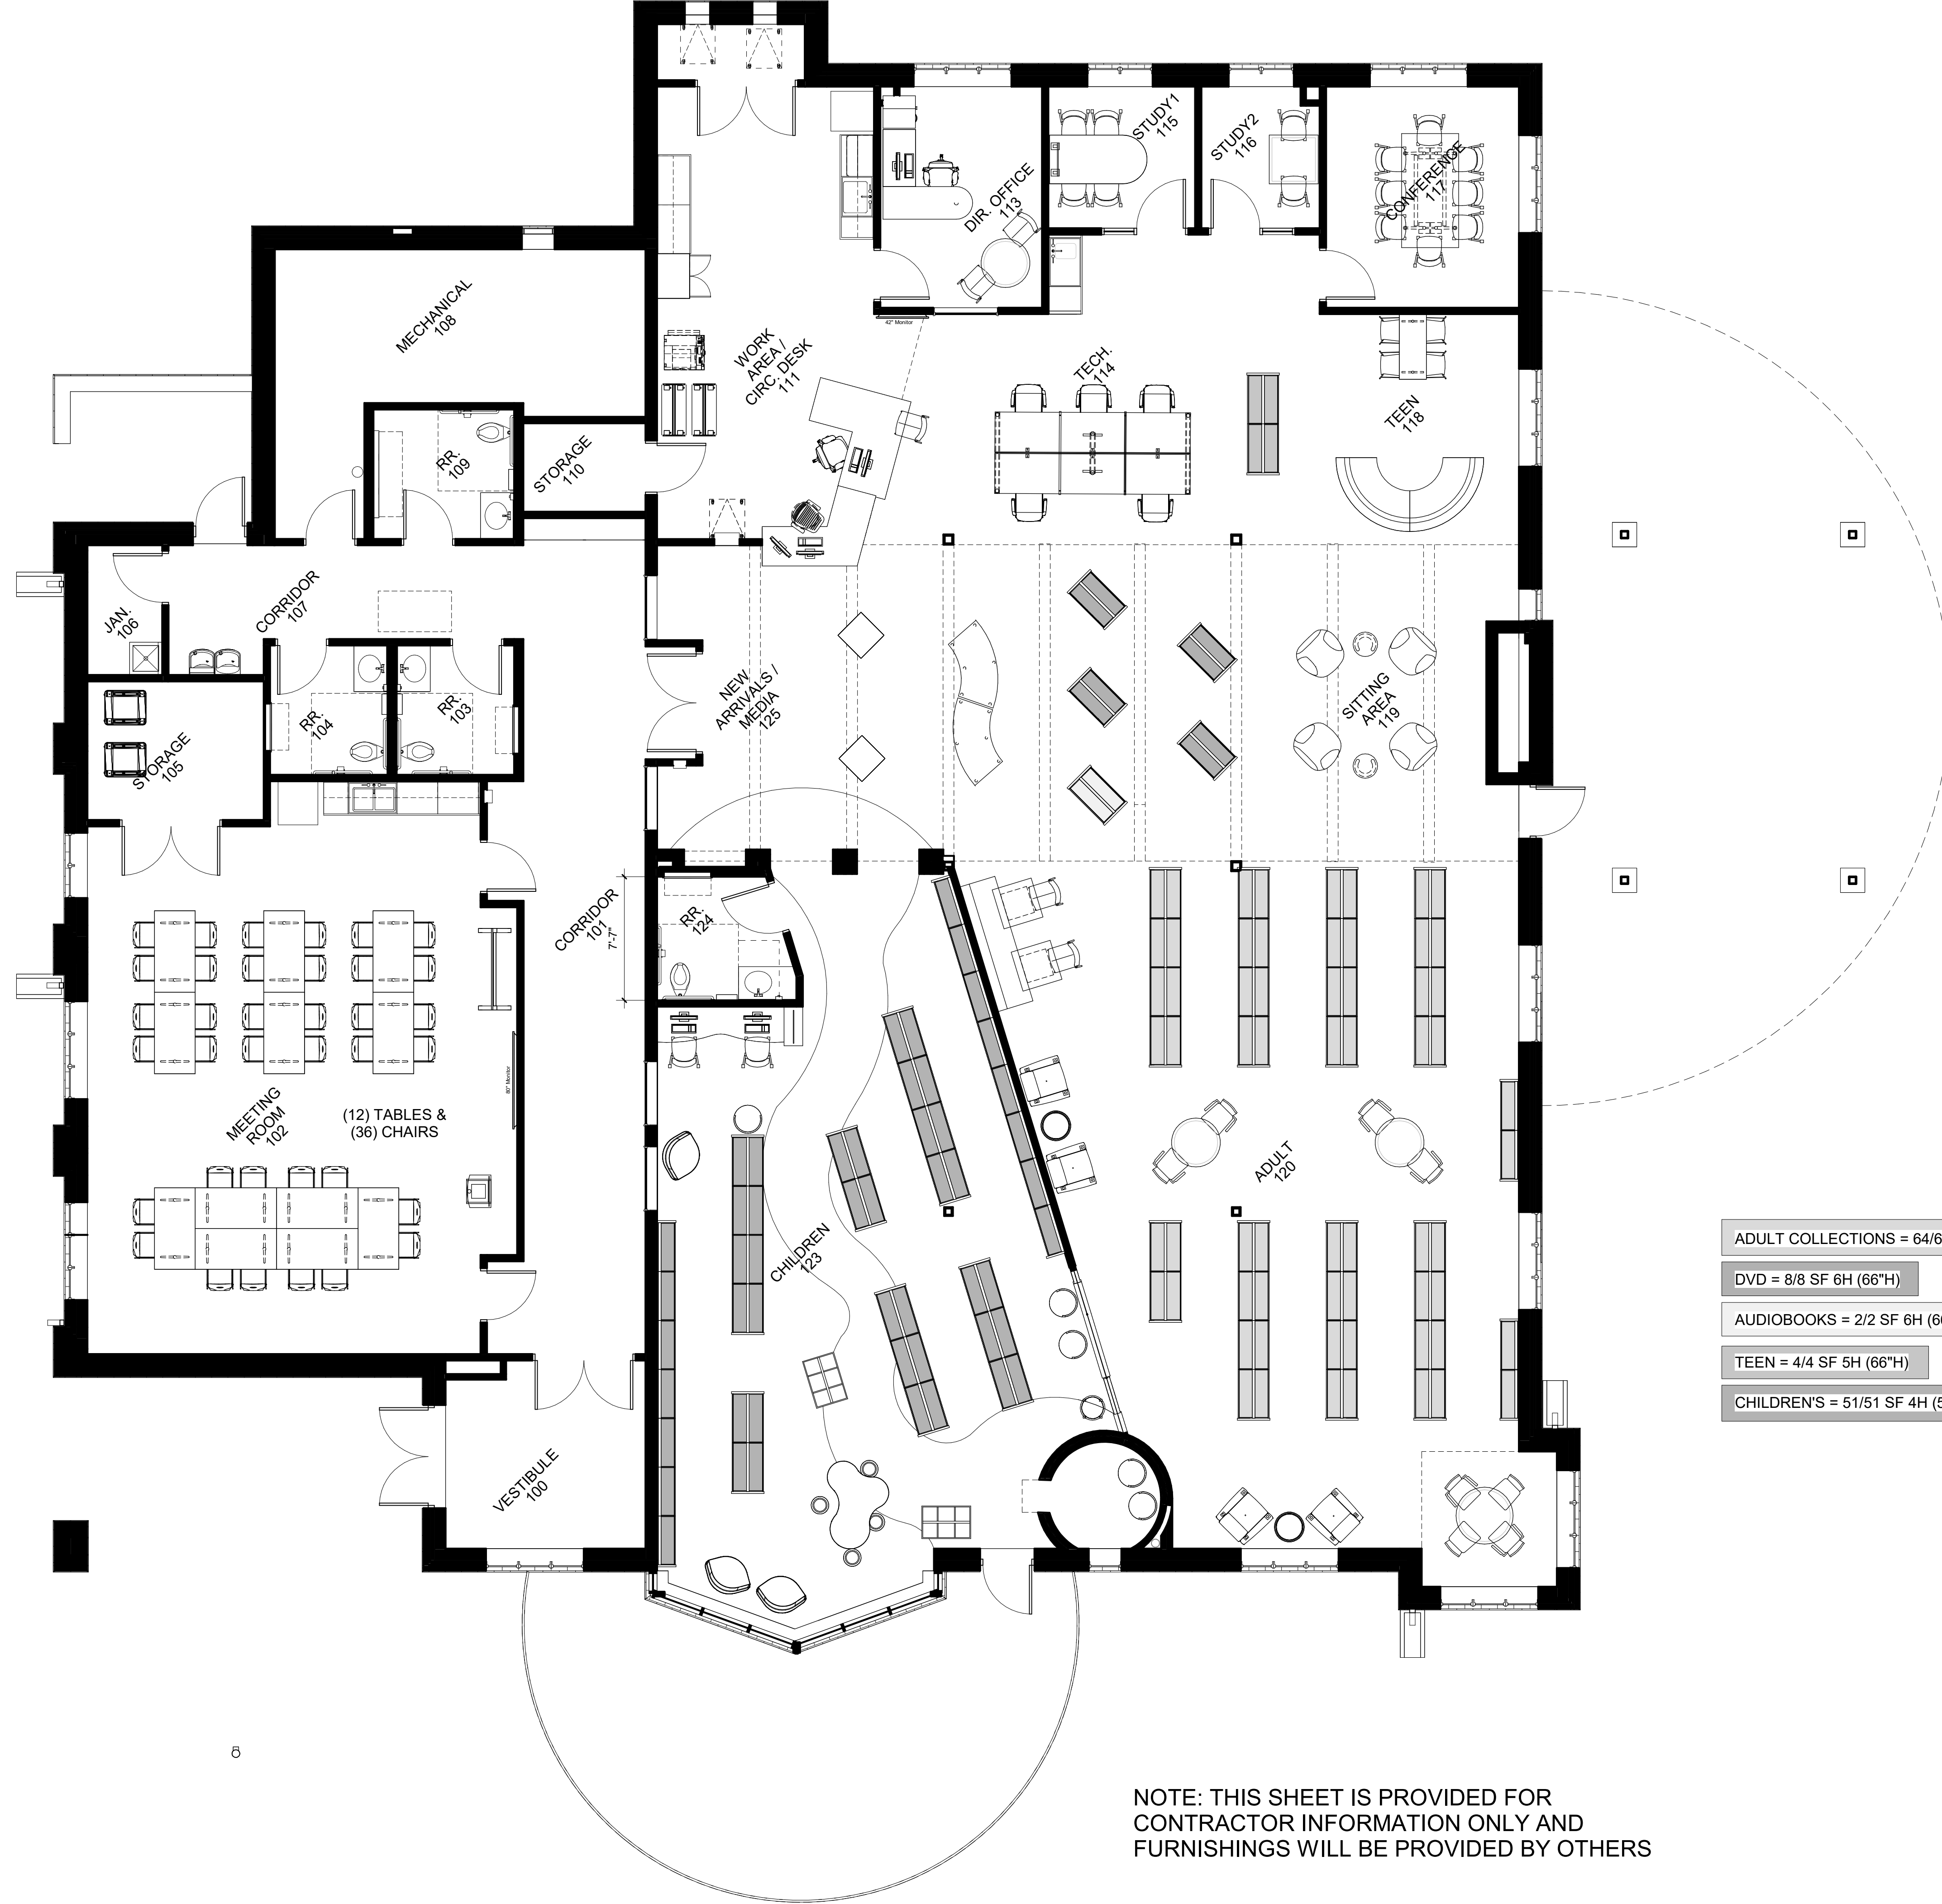 STUDY1
115
STUDY2
116
CONFERENCE
117
DIR. OFFICE
113
MECHANICAL
108
42" Monitor
WORK
AREA /
CIRC. DESK
111
TECH.
114
TEEN
118
RR.
109
STORAGE
110
CORRIDOR
107
JAN.
106
NEW
ARRIVALS /
MEDIA
125
SITTING
AREA
119
RR.
104
RR.
103
STORAGE
105
CORRIDOR
101
7'-7"
RR.
124
80" Monitor
MEETING
ROOM
102
(12) TABLES &
(36) CHAIRS
ADULT
120
CHILDREN
123
ADULT COLLECTIONS = 64/6
DVD = 8/8 SF 6H (66"H)
AUDIOBOOKS = 2/2 SF 6H (6
TEEN = 4/4 SF 5H (66"H)
CHILDREN'S = 51/51 SF 4H (5
VESTIBULE
100
NOTE: THIS SHEET IS PROVIDED FOR
CONTRACTOR INFORMATION ONLY AND
FURNISHINGS WILL BE PROVIDED BY OTHERS